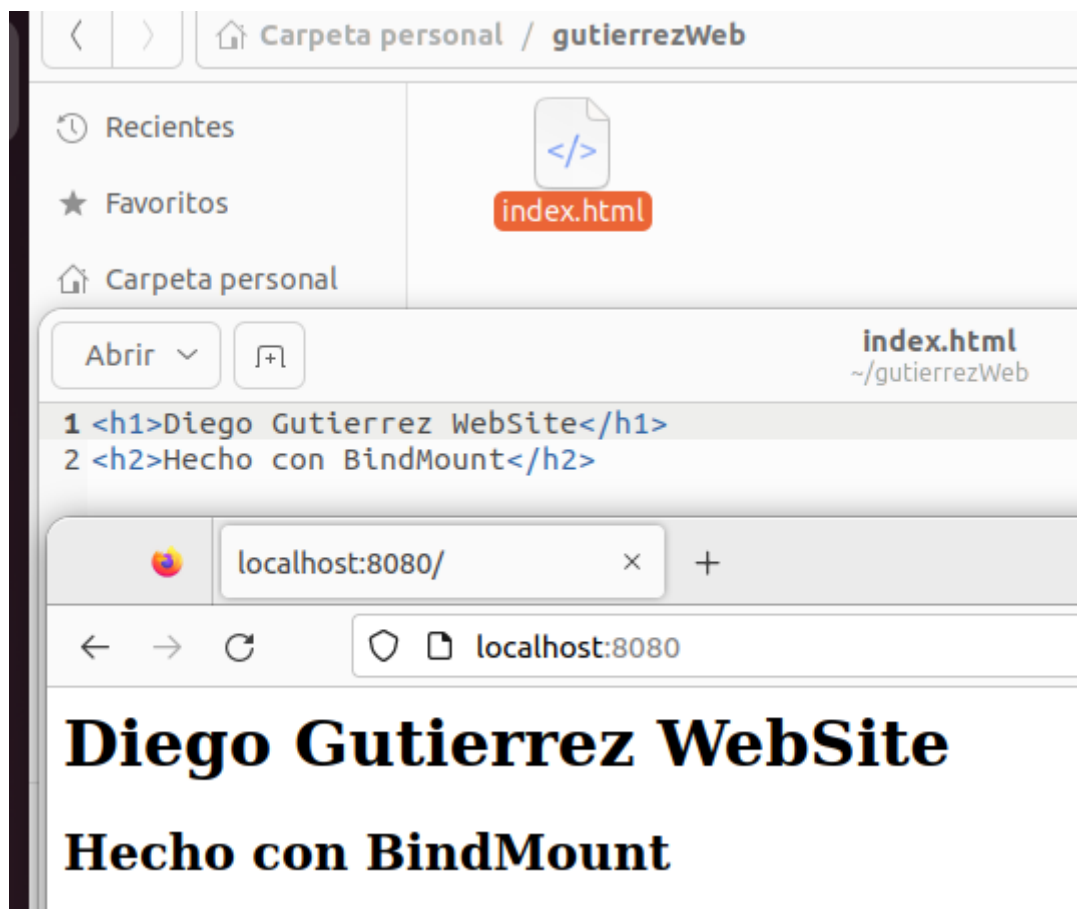 Carpeta personal / gutierrezWeb
Recientes
Favoritos
Carpeta personal
index.html
Abrir
index.html
~/gutierrezWeb
1 <h1>Diego Gutierrez WebSite</h1>
2 <h2>Hecho con BindMount</h2>
localhost:8080/
localhost:8080
Diego Gutierrez WebSite
Hecho con BindMount